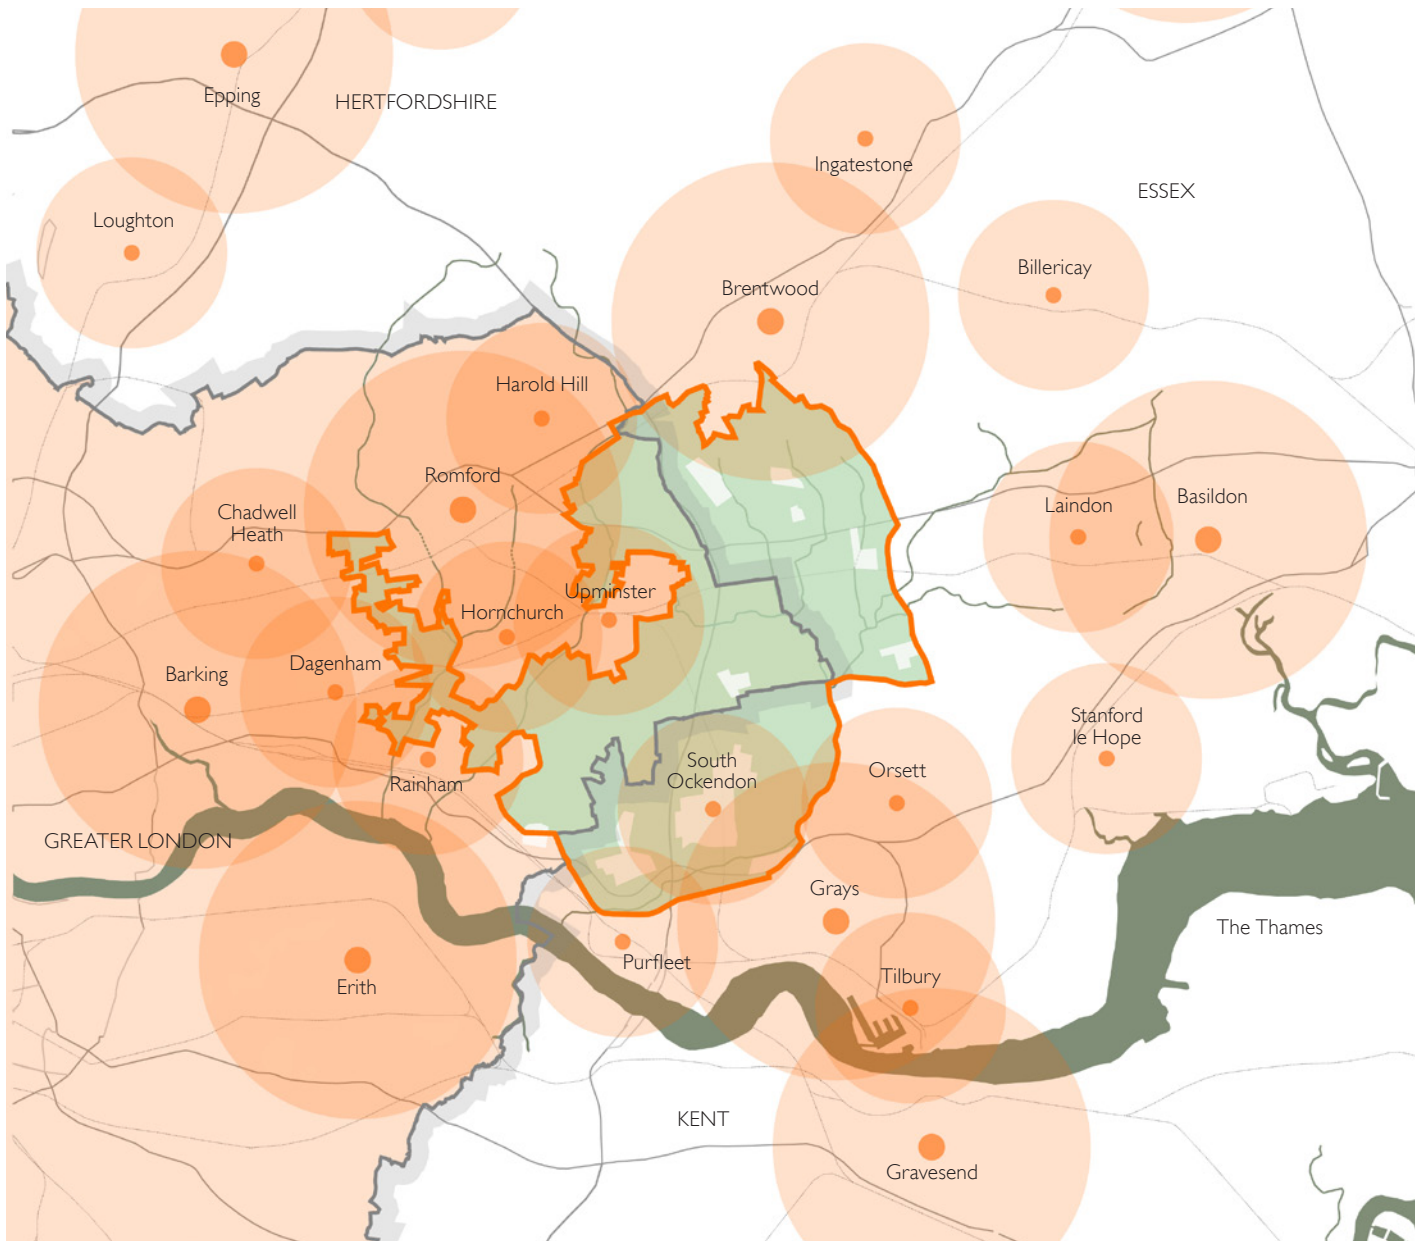 Epping
HERTFORDSHIRE
Ingatestone
ESSEX
Loughton
Billericay
Brentwood
Harold Hill
Romford
Chadwell
Heath
Laindon
Basildon
Upminster
Hornchurch
Dagenham
Barking
Stanford
le Hope
South
Ockendon
Orsett
Rainham
GREATER LONDON
Grays
The Thames
Purfleet
Tilbury
Erith
KENT
Gravesend